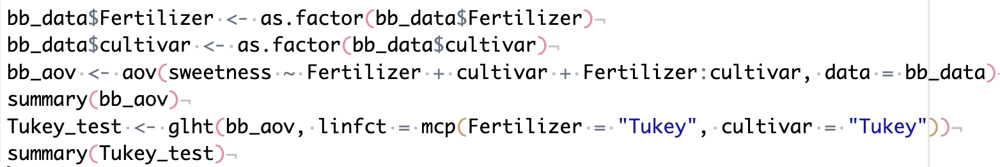 bb_data$Fertilizer <- as.factor(bb_data$Fertilizer)
bb_data$cultivar <- as.factor(bb_data$cultivar)
bb_aov <- aov(sweetness ~ Fertilizer + cultivar + Fertilizer:cultivar, data = bb_data)
summary(bb_aov)
Tukey_test <- glht(bb_aov, linfct = mcp(Fertilizer = "Tukey", cultivar = "Tukey"))
summary(Tukey_test)